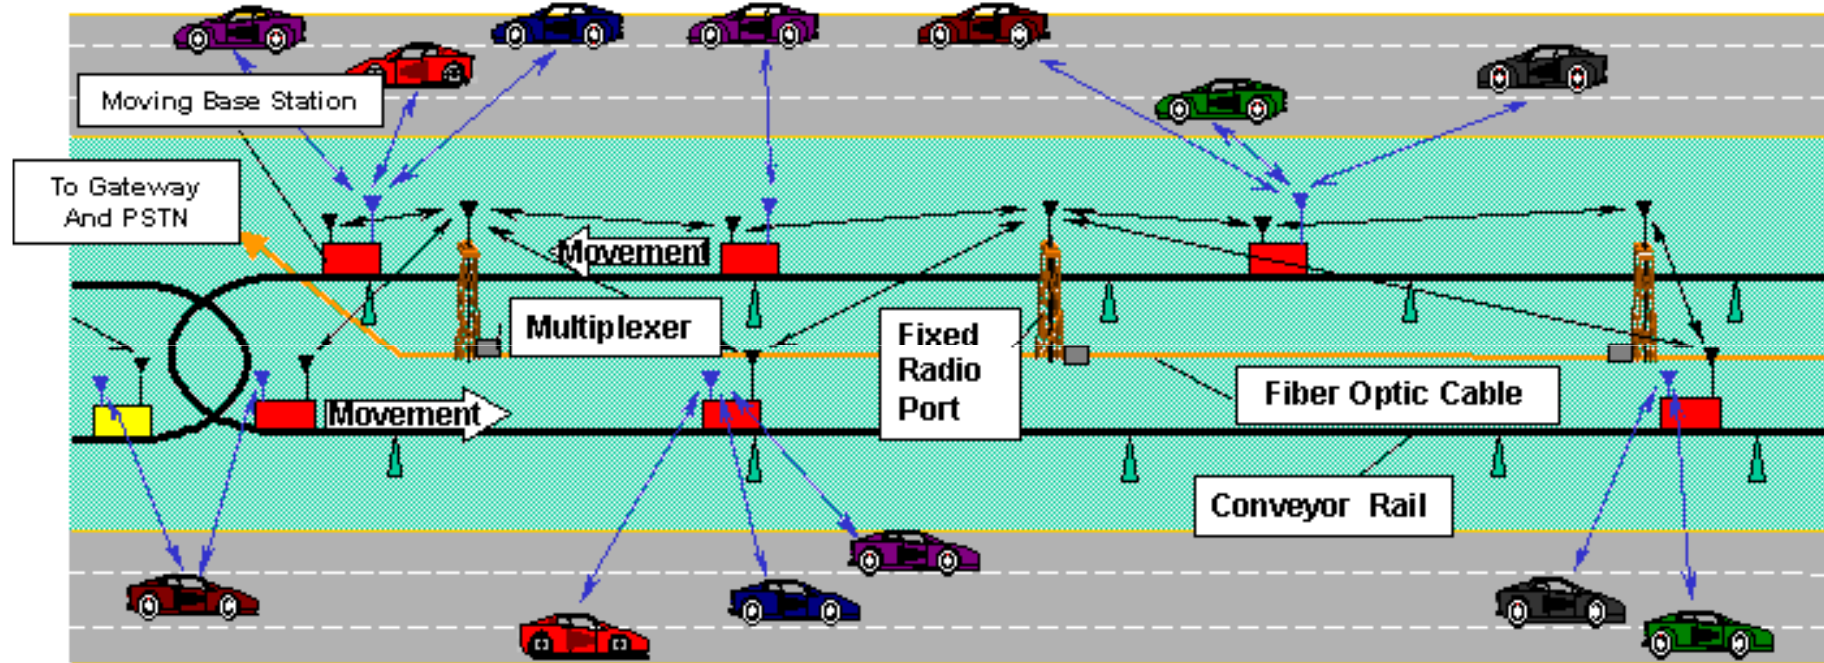 Moving Base Station
To Gateway
And PSTN
Movement
Multiplexer
Fixed
Radio
Port
Fiber Optic Cable
Movement
Conveyor Rail